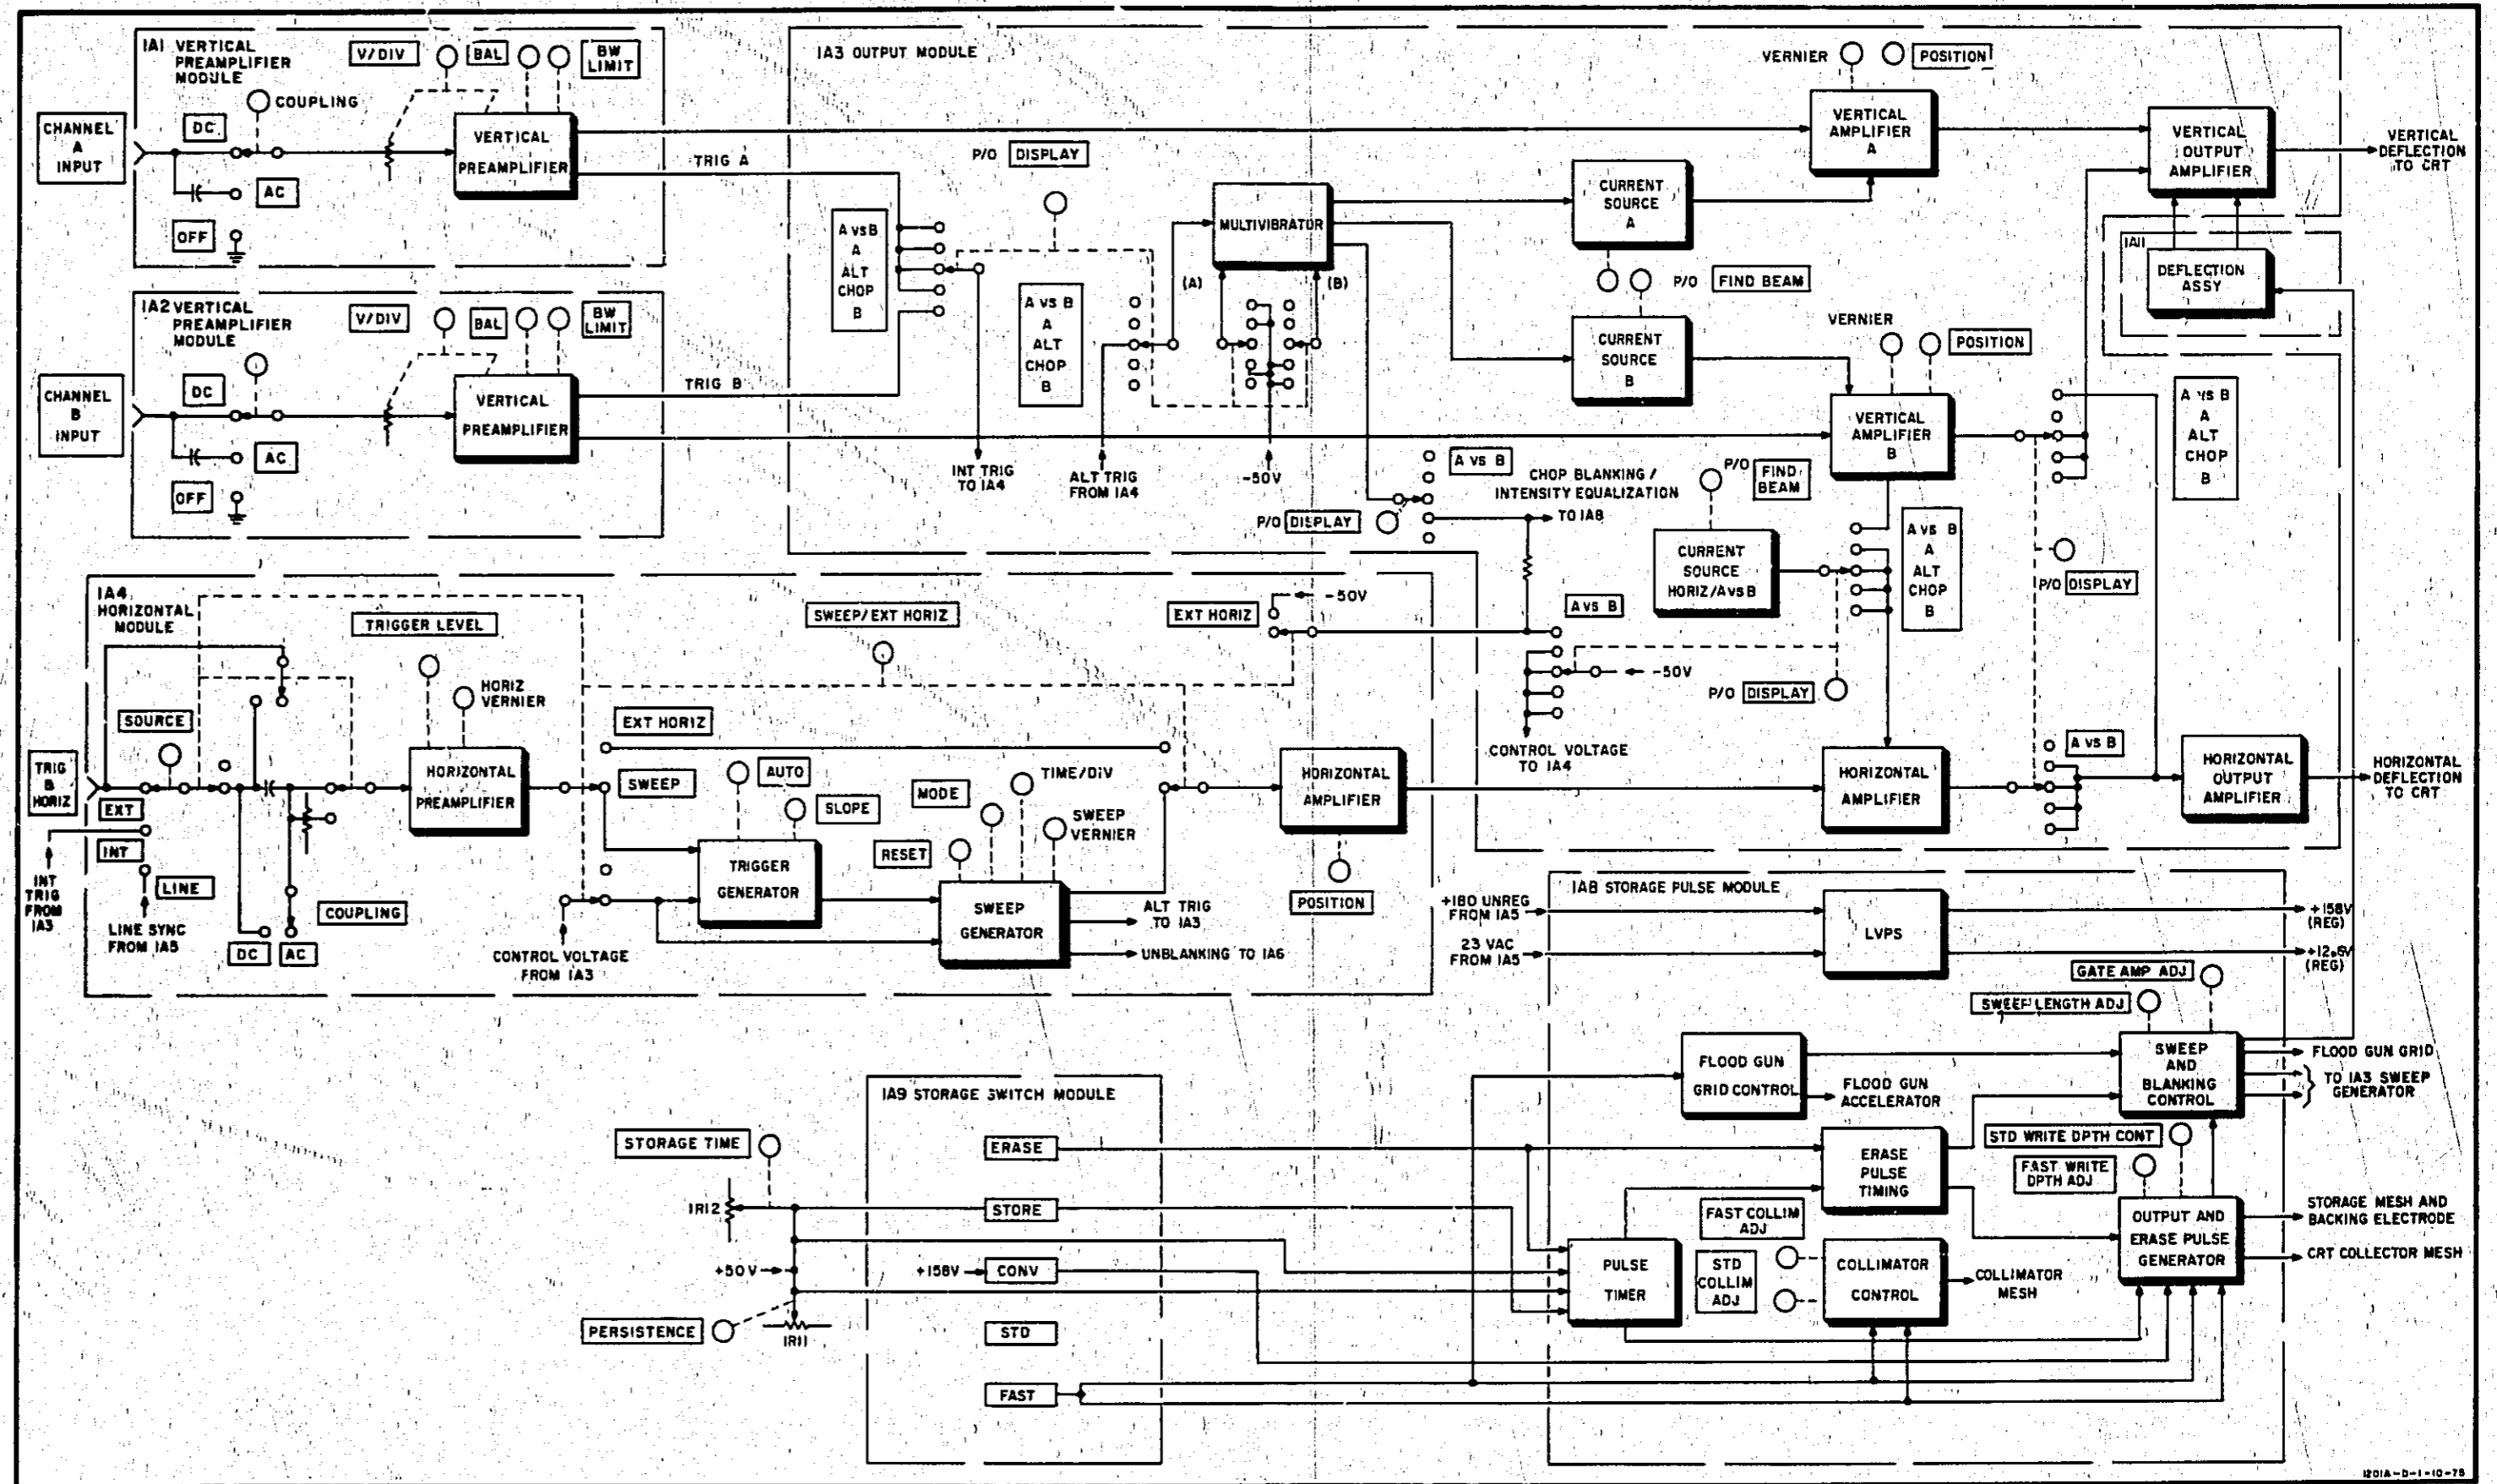 1A1 VERTICAL
PREAMPLIFIER
MODULE
V/DIV
BAL
BW
LIMIT
COUPLING
CHANNEL
A
INPUT
DC
AC
OFF
VERTICAL
PREAMPLIFIER
TRIG A
1A2 VERTICAL
PREAMPLIFIER
MODULE
V/DIV
BAL
BW
LIMIT
CHANNEL
B
INPUT
DC
AC
OFF
VERTICAL
PREAMPLIFIER
TRIG B
1A3 OUTPUT MODULE
P/O DISPLAY
A vs B
A
ALT
CHOP
B
INT TRIG
TO 1A4
A vs B
A
ALT
CHOP
B
ALT TRIG
FROM 1A4
MULTIVIBRATOR
(A)
(B)
-50V
CURRENT
SOURCE
A
P/O FIND BEAM
CURRENT
SOURCE
B
VERNIER
POSITION
VERTICAL
AMPLIFIER
A
VERTICAL
OUTPUT
AMPLIFIER
VERTICAL
DEFLECTION
TO CRT
1A11
DEFLECTION
ASSY
VERNIER
POSITION
VERTICAL
AMPLIFIER
B
A vs B
A
ALT
CHOP
B
A vs B
P/O DISPLAY
CHOP BLANKING /
INTENSITY EQUALIZATION
TO 1A8
P/O FIND
BEAM
CURRENT
SOURCE
HORIZ/A vs B
A vs B
A
ALT
CHOP
B
P/O DISPLAY
A vs B
-50V
P/O DISPLAY
CONTROL VOLTAGE
TO 1A4
HORIZONTAL
AMPLIFIER
A vs B
HORIZONTAL
OUTPUT
AMPLIFIER
HORIZONTAL
DEFLECTION
TO CRT
1A4
HORIZONTAL
MODULE
TRIGGER LEVEL
HORIZ
VERNIER
SWEEP/EXT HORIZ
EXT HORIZ
-50V
SOURCE
TRIG
B
HORIZ
EXT
INT
LINE
INT
TRIG
FROM
1A3
LINE SYNC
FROM 1A5
DC
AC
COUPLING
HORIZONTAL
PREAMPLIFIER
EXT HORIZ
SWEEP
AUTO
SLOPE
TRIGGER
GENERATOR
CONTROL VOLTAGE
FROM 1A3
RESET
MODE
TIME/DIV
SWEEP
VERNIER
SWEEP
GENERATOR
ALT TRIG
TO 1A3
UNBLANKING TO 1A6
HORIZONTAL
AMPLIFIER
POSITION
1A8 STORAGE PULSE MODULE
+180 UNREG
FROM 1A5
23 VAC
FROM 1A5
LVPS
+158V
(REG)
+12.6V
(REG)
GATE AMP ADJ
SWEEP LENGTH ADJ
FLOOD GUN
GRID CONTROL
FLOOD GUN
ACCELERATOR
SWEEP
AND
BLANKING
CONTROL
FLOOD GUN GRID
TO 1A3 SWEEP
GENERATOR
STD WRITE DPTH CONT
FAST WRITE
DPTH ADJ
ERASE
PULSE
TIMING
FAST COLLIM
ADJ
STD
COLLIM
ADJ
PULSE
TIMER
COLLIMATOR
CONTROL
COLLIMATOR
MESH
OUTPUT AND
ERASE PULSE
GENERATOR
STORAGE MESH AND
BACKING ELECTRODE
CRT COLLECTOR MESH
1A9 STORAGE SWITCH MODULE
STORAGE TIME
1R12
+50V
PERSISTENCE
1R11
ERASE
STORE
+158V
CONV
STD
FAST
1201A-D-1-10-75